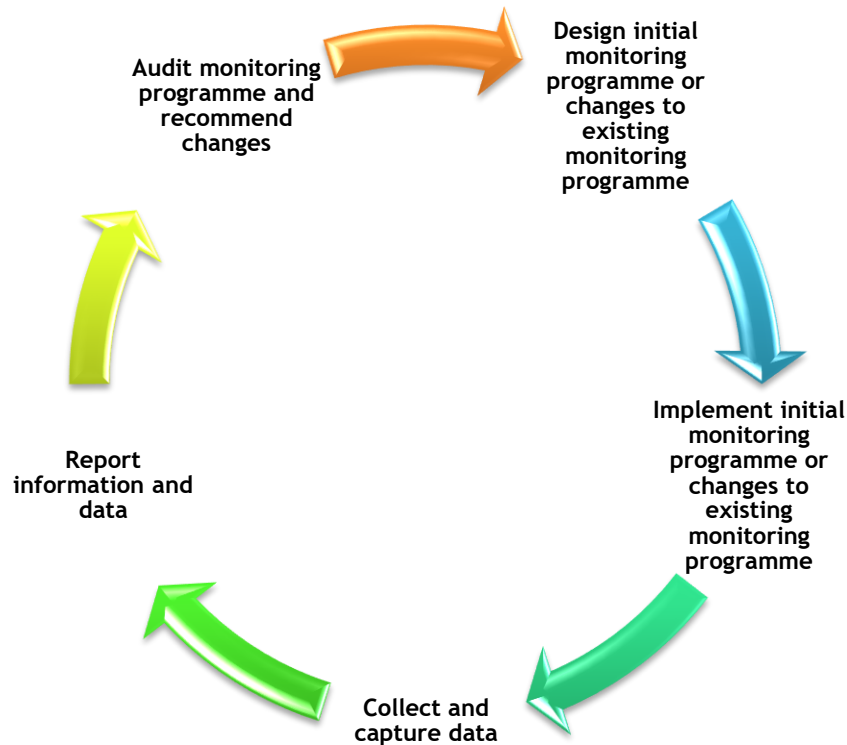 Audit monitoring
programme and
recommend
changes
Design initial
monitoring
programme or
changes to
existing
monitoring
programme
Implement initial
monitoring
programme or
changes to
existing
monitoring
programme
Collect and
capture data
Report
information and
data